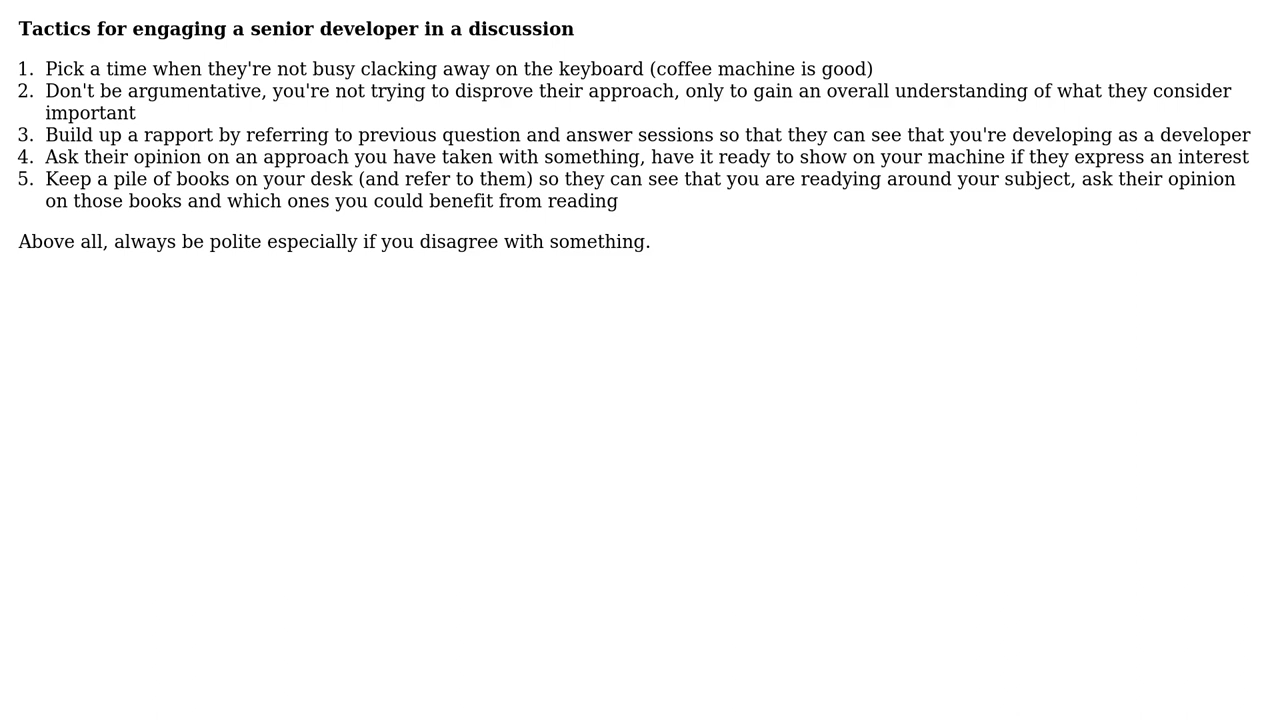 Tactics for engaging a senior developer in a discussion
1. Pick a time when they're not busy clacking away on the keyboard (coffee machine is good)
2. Don't be argumentative, you're not trying to disprove their approach, only to gain an overall understanding of what they consider
important
3. Build up a rapport by referring to previous question and answer sessions so that they can see that you're developing as a developer
4. Ask their opinion on an approach you have taken with something, have it ready to show on your machine if they express an interest
5. Keep a pile of books on your desk (and refer to them) so they can see that you are readying around your subject, ask their opinion
on those books and which ones you could benefit from reading
Above all, always be polite especially if you disagree with something.